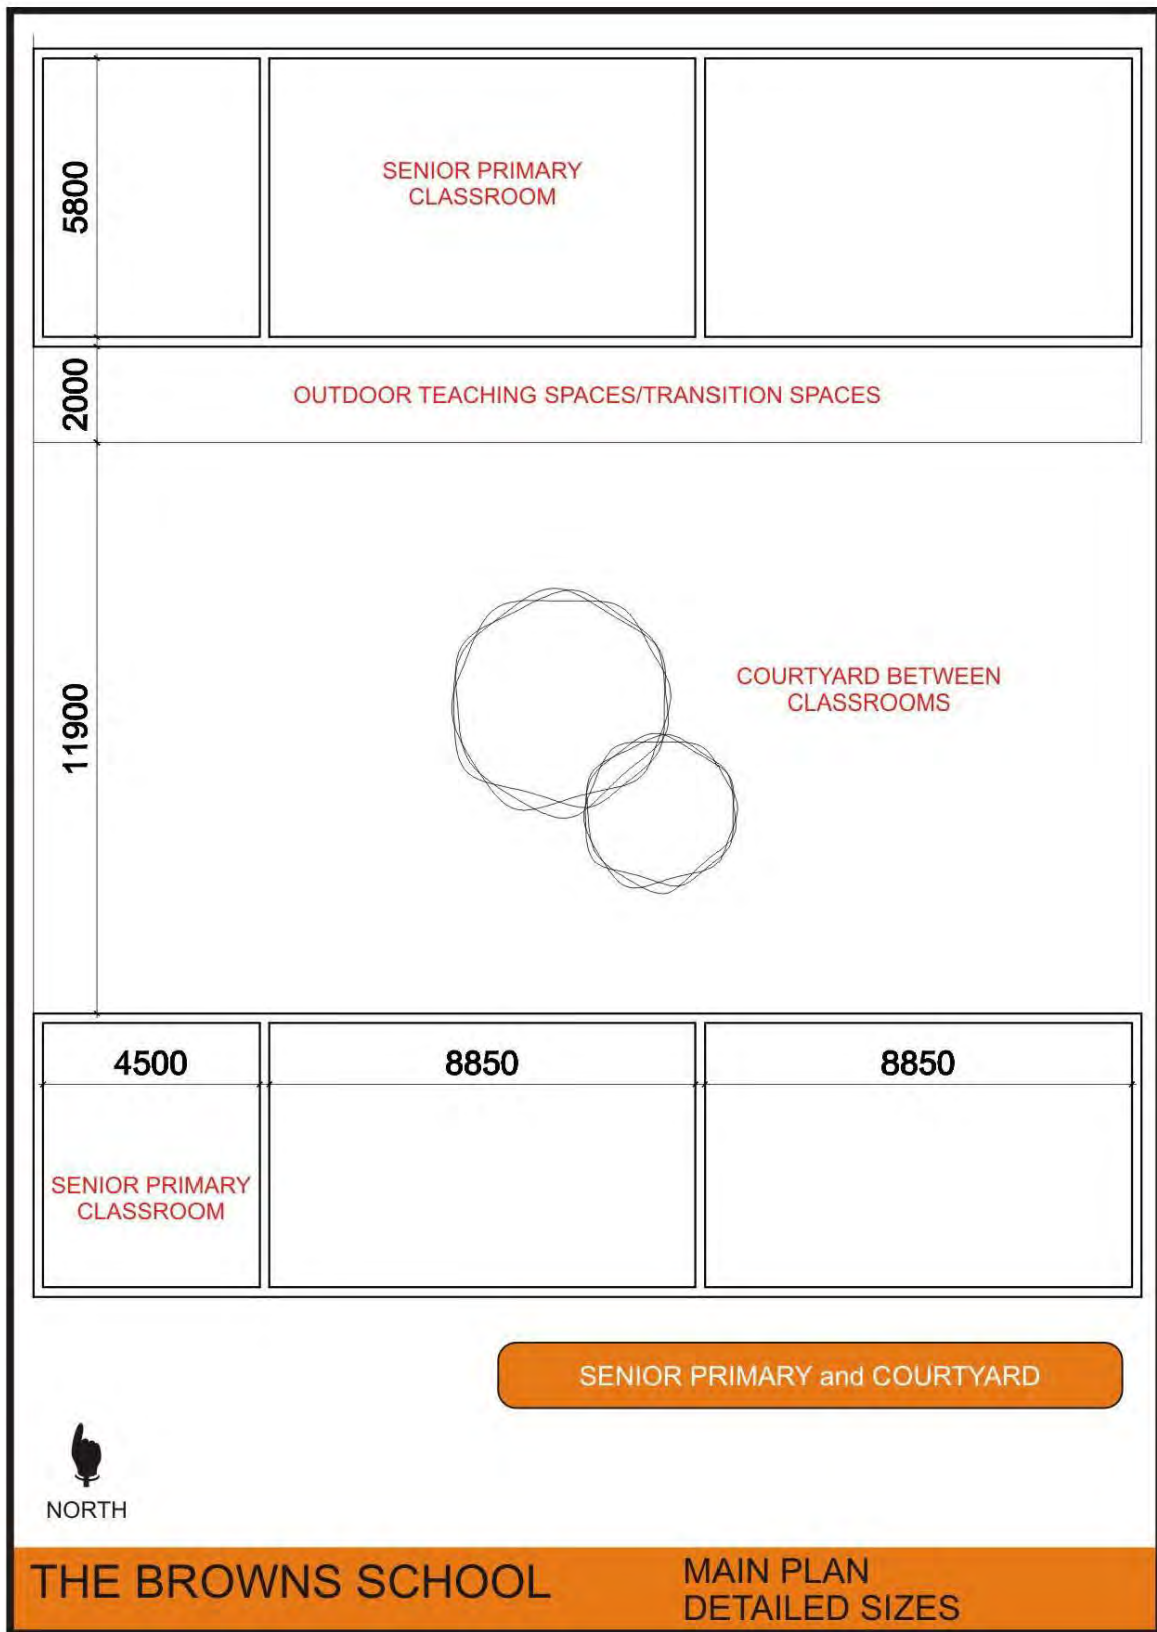 5800
SENIOR PRIMARY
CLASSROOM
2000
OUTDOOR TEACHING SPACES/TRANSITION SPACES
11900
COURTYARD BETWEEN
CLASSROOMS
4500
8850
8850
SENIOR PRIMARY
CLASSROOM
SENIOR PRIMARY and COURTYARD
NORTH
THE BROWNS SCHOOL
MAIN PLAN
DETAILED SIZES